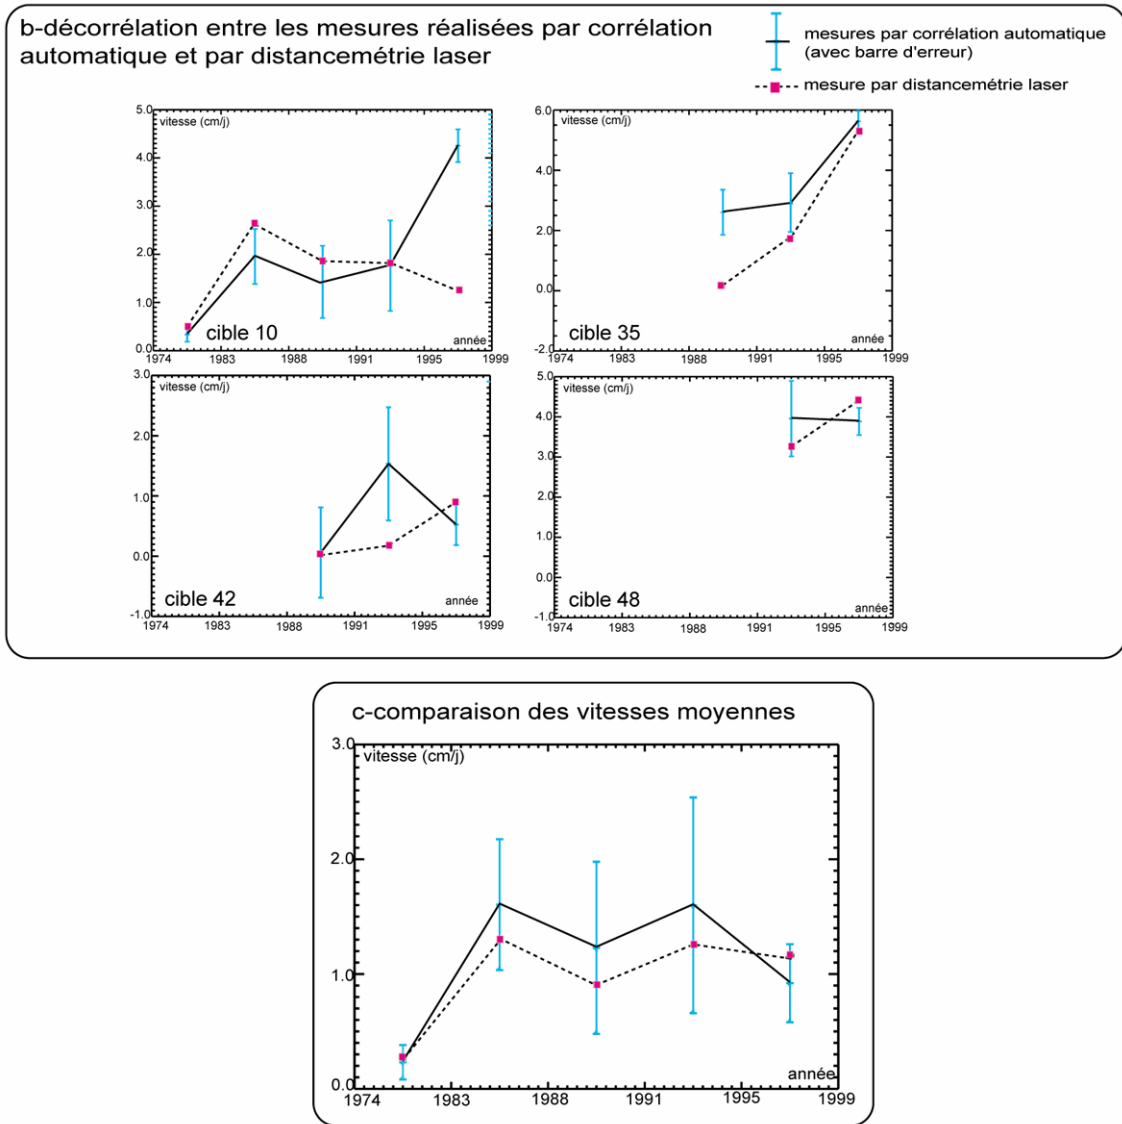 b-décorrélation entre les mesures réalisées par corrélation
automatique et par distancemétrie laser
mesures par corrélation automatique
(avec barre d'erreur)
mesure par distancemétrie laser
5.0
vitesse (cm/j)
4.0
3.0
2.0
1.0
0.0
cible 10
année
1974 1983 1988 1991 1995 1999
6.0
vitesse (cm/j)
4.0
2.0
0.0
-2.0
cible 35
année
1974 1983 1988 1991 1995 1999
3.0
vitesse (cm/j)
2.0
1.0
0.0
-1.0
cible 42
année
1974 1983 1988 1991 1995 1999
5.0
vitesse (cm/j)
4.0
3.0
2.0
1.0
0.0
-1.0
cible 48
année
1974 1983 1988 1991 1995 1999
c-comparaison des vitesses moyennes
3.0
vitesse (cm/j)
2.0
1.0
0.0
année
1974 1983 1988 1991 1995 1999